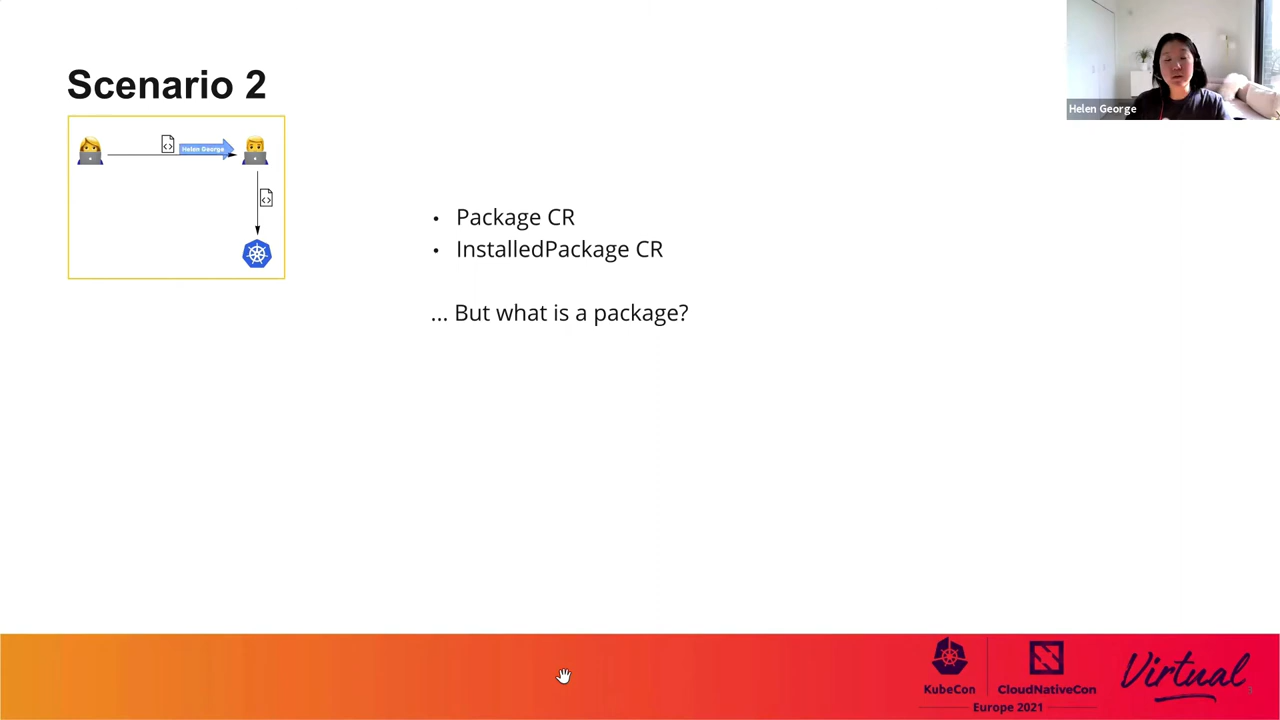 Helen George
Scenario 2
<>
Helen George
<>
• Package CR
• InstalledPackage CR
... But what is a package?
KubeCon
CloudNativeCon
Europe 2021
Virtual